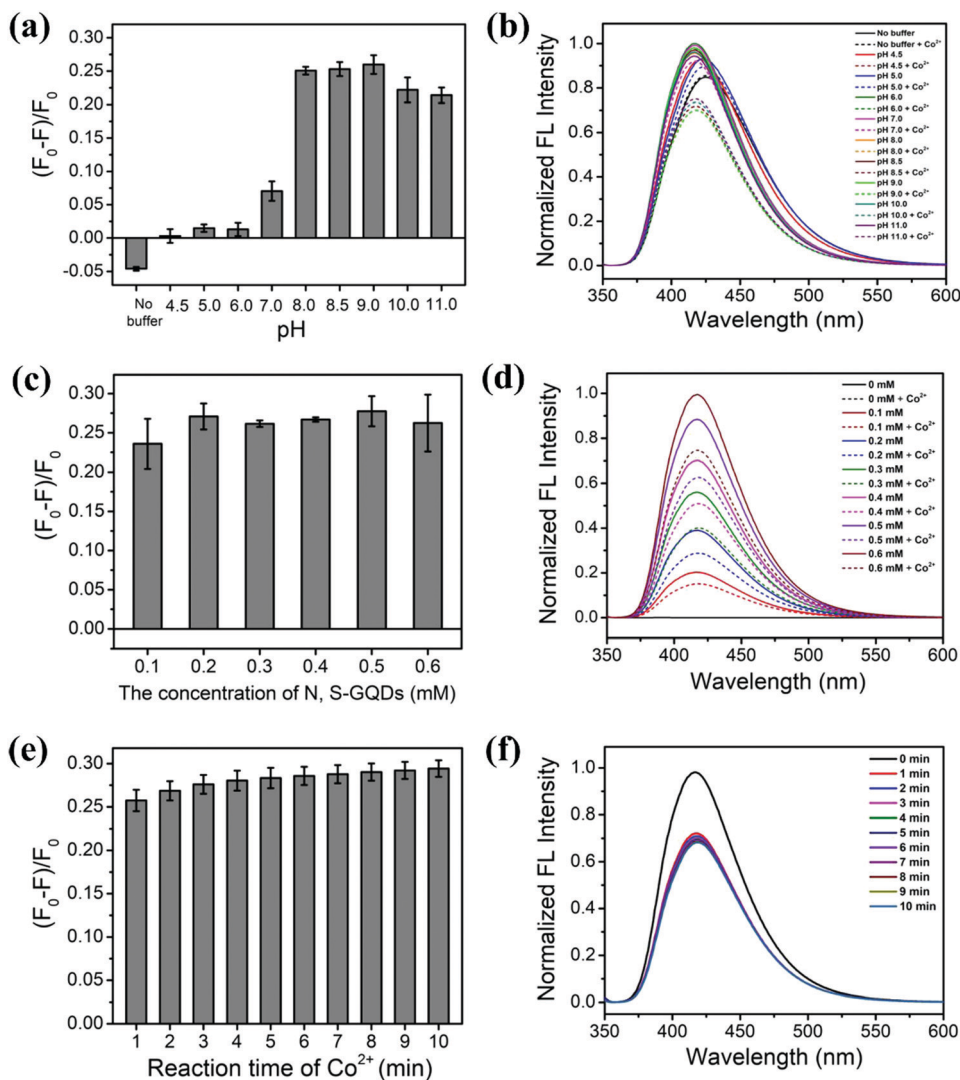 (a)
(F₀-F)/F₀
0.30
0.25
0.20
0.15
0.10
0.05
0.00
-0.05
No buffer 4.5 5.0 6.0 7.0 8.0 8.5 9.0 10.0 11.0
pH
(b)
Normalized FL Intensity
1.0
0.8
0.6
0.4
0.2
0.0
350 400 450 500 550 600
Wavelength (nm)
No buffer
No buffer + Co²⁺
pH 4.5
pH 4.5 + Co²⁺
pH 5.0
pH 5.0 + Co²⁺
pH 6.0
pH 6.0 + Co²⁺
pH 7.0
pH 7.0 + Co²⁺
pH 8.0
pH 8.0 + Co²⁺
pH 8.5
pH 8.5 + Co²⁺
pH 9.0
pH 9.0 + Co²⁺
pH 10.0
pH 10.0 + Co²⁺
pH 11.0
pH 11.0 + Co²⁺
(c)
(F₀-F)/F₀
0.30
0.25
0.20
0.15
0.10
0.05
0.00
0.1 0.2 0.3 0.4 0.5 0.6
The concentration of N, S-GQDs (mM)
(d)
Normalized FL Intensity
1.0
0.8
0.6
0.4
0.2
0.0
350 400 450 500 550 600
Wavelength (nm)
0 mM
0 mM + Co²⁺
0.1 mM
0.1 mM + Co²⁺
0.2 mM
0.2 mM + Co²⁺
0.3 mM
0.3 mM + Co²⁺
0.4 mM
0.4 mM + Co²⁺
0.5 mM
0.5 mM + Co²⁺
0.6 mM
0.6 mM + Co²⁺
(e)
(F₀-F)/F₀
0.30
0.25
0.20
0.15
0.10
0.05
0.00
1 2 3 4 5 6 7 8 9 10
Reaction time of Co²⁺ (min)
(f)
Normalized FL Intensity
1.0
0.8
0.6
0.4
0.2
0.0
350 400 450 500 550 600
Wavelength (nm)
0 min
1 min
2 min
3 min
4 min
5 min
6 min
7 min
8 min
9 min
10 min